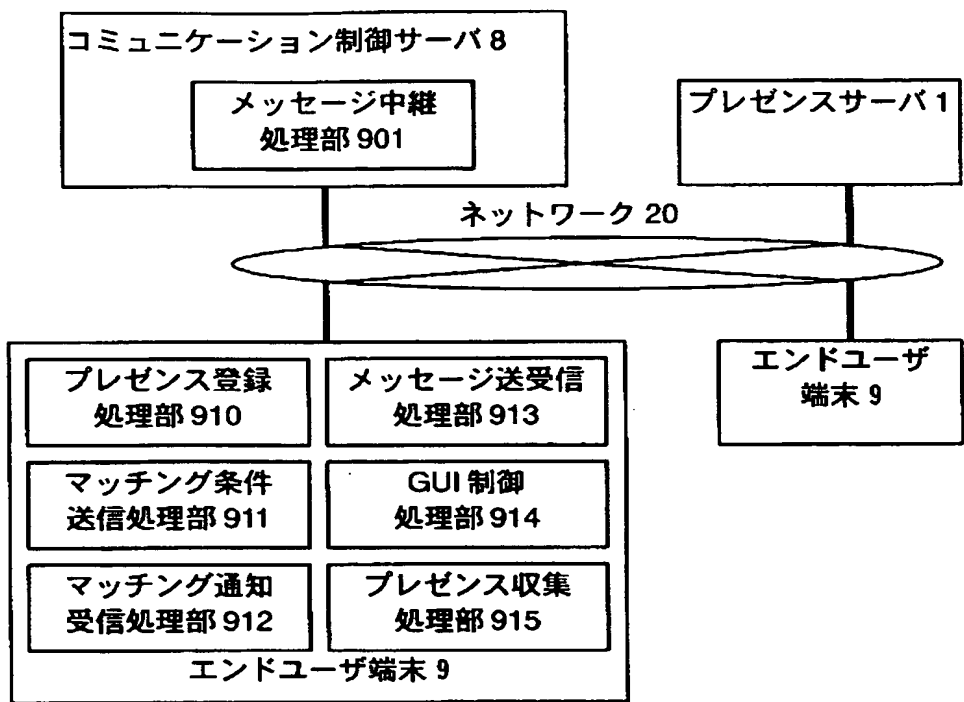 コミュニケーション制御サーバ 8
メッセージ中継
処理部 901
プレゼンスサーバ 1
ネットワーク 20
プレゼンス登録
処理部 910
メッセージ送受信
処理部 913
マッチング条件
送信処理部 911
GUI 制御
処理部 914
マッチング通知
受信処理部 912
プレゼンス収集
処理部 915
エンドユーザ端末 9
エンドユーザ
端末 9